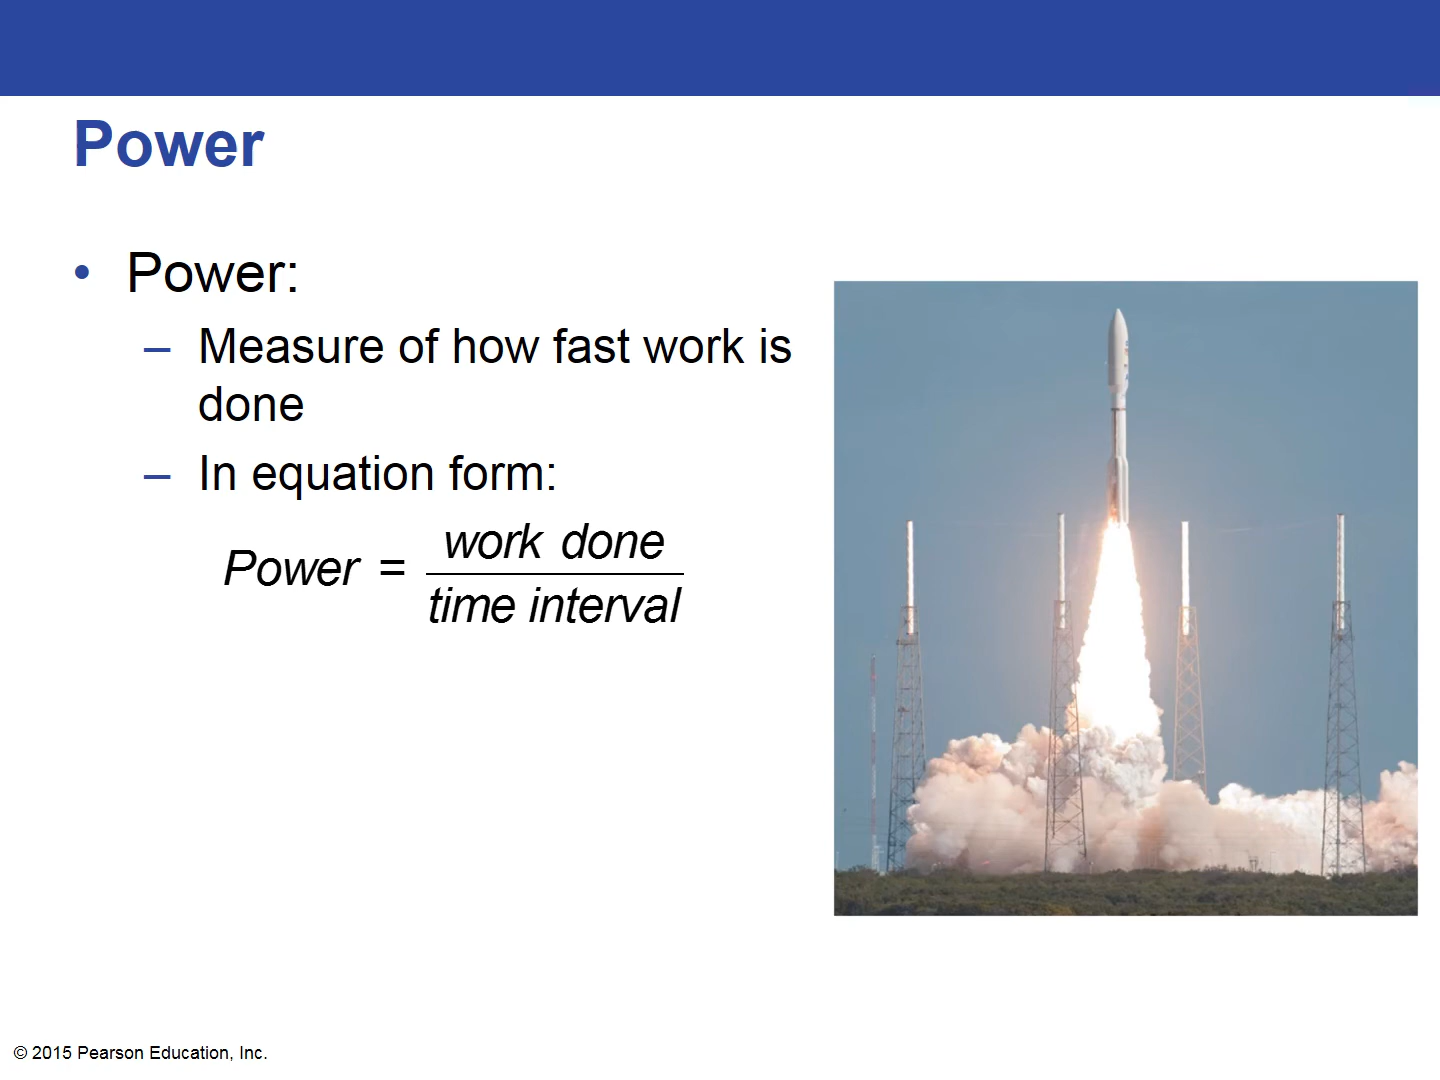 Power
• Power:
– Measure of how fast work is
done
– In equation form:
Power = work done
time interval
© 2015 Pearson Education, Inc.